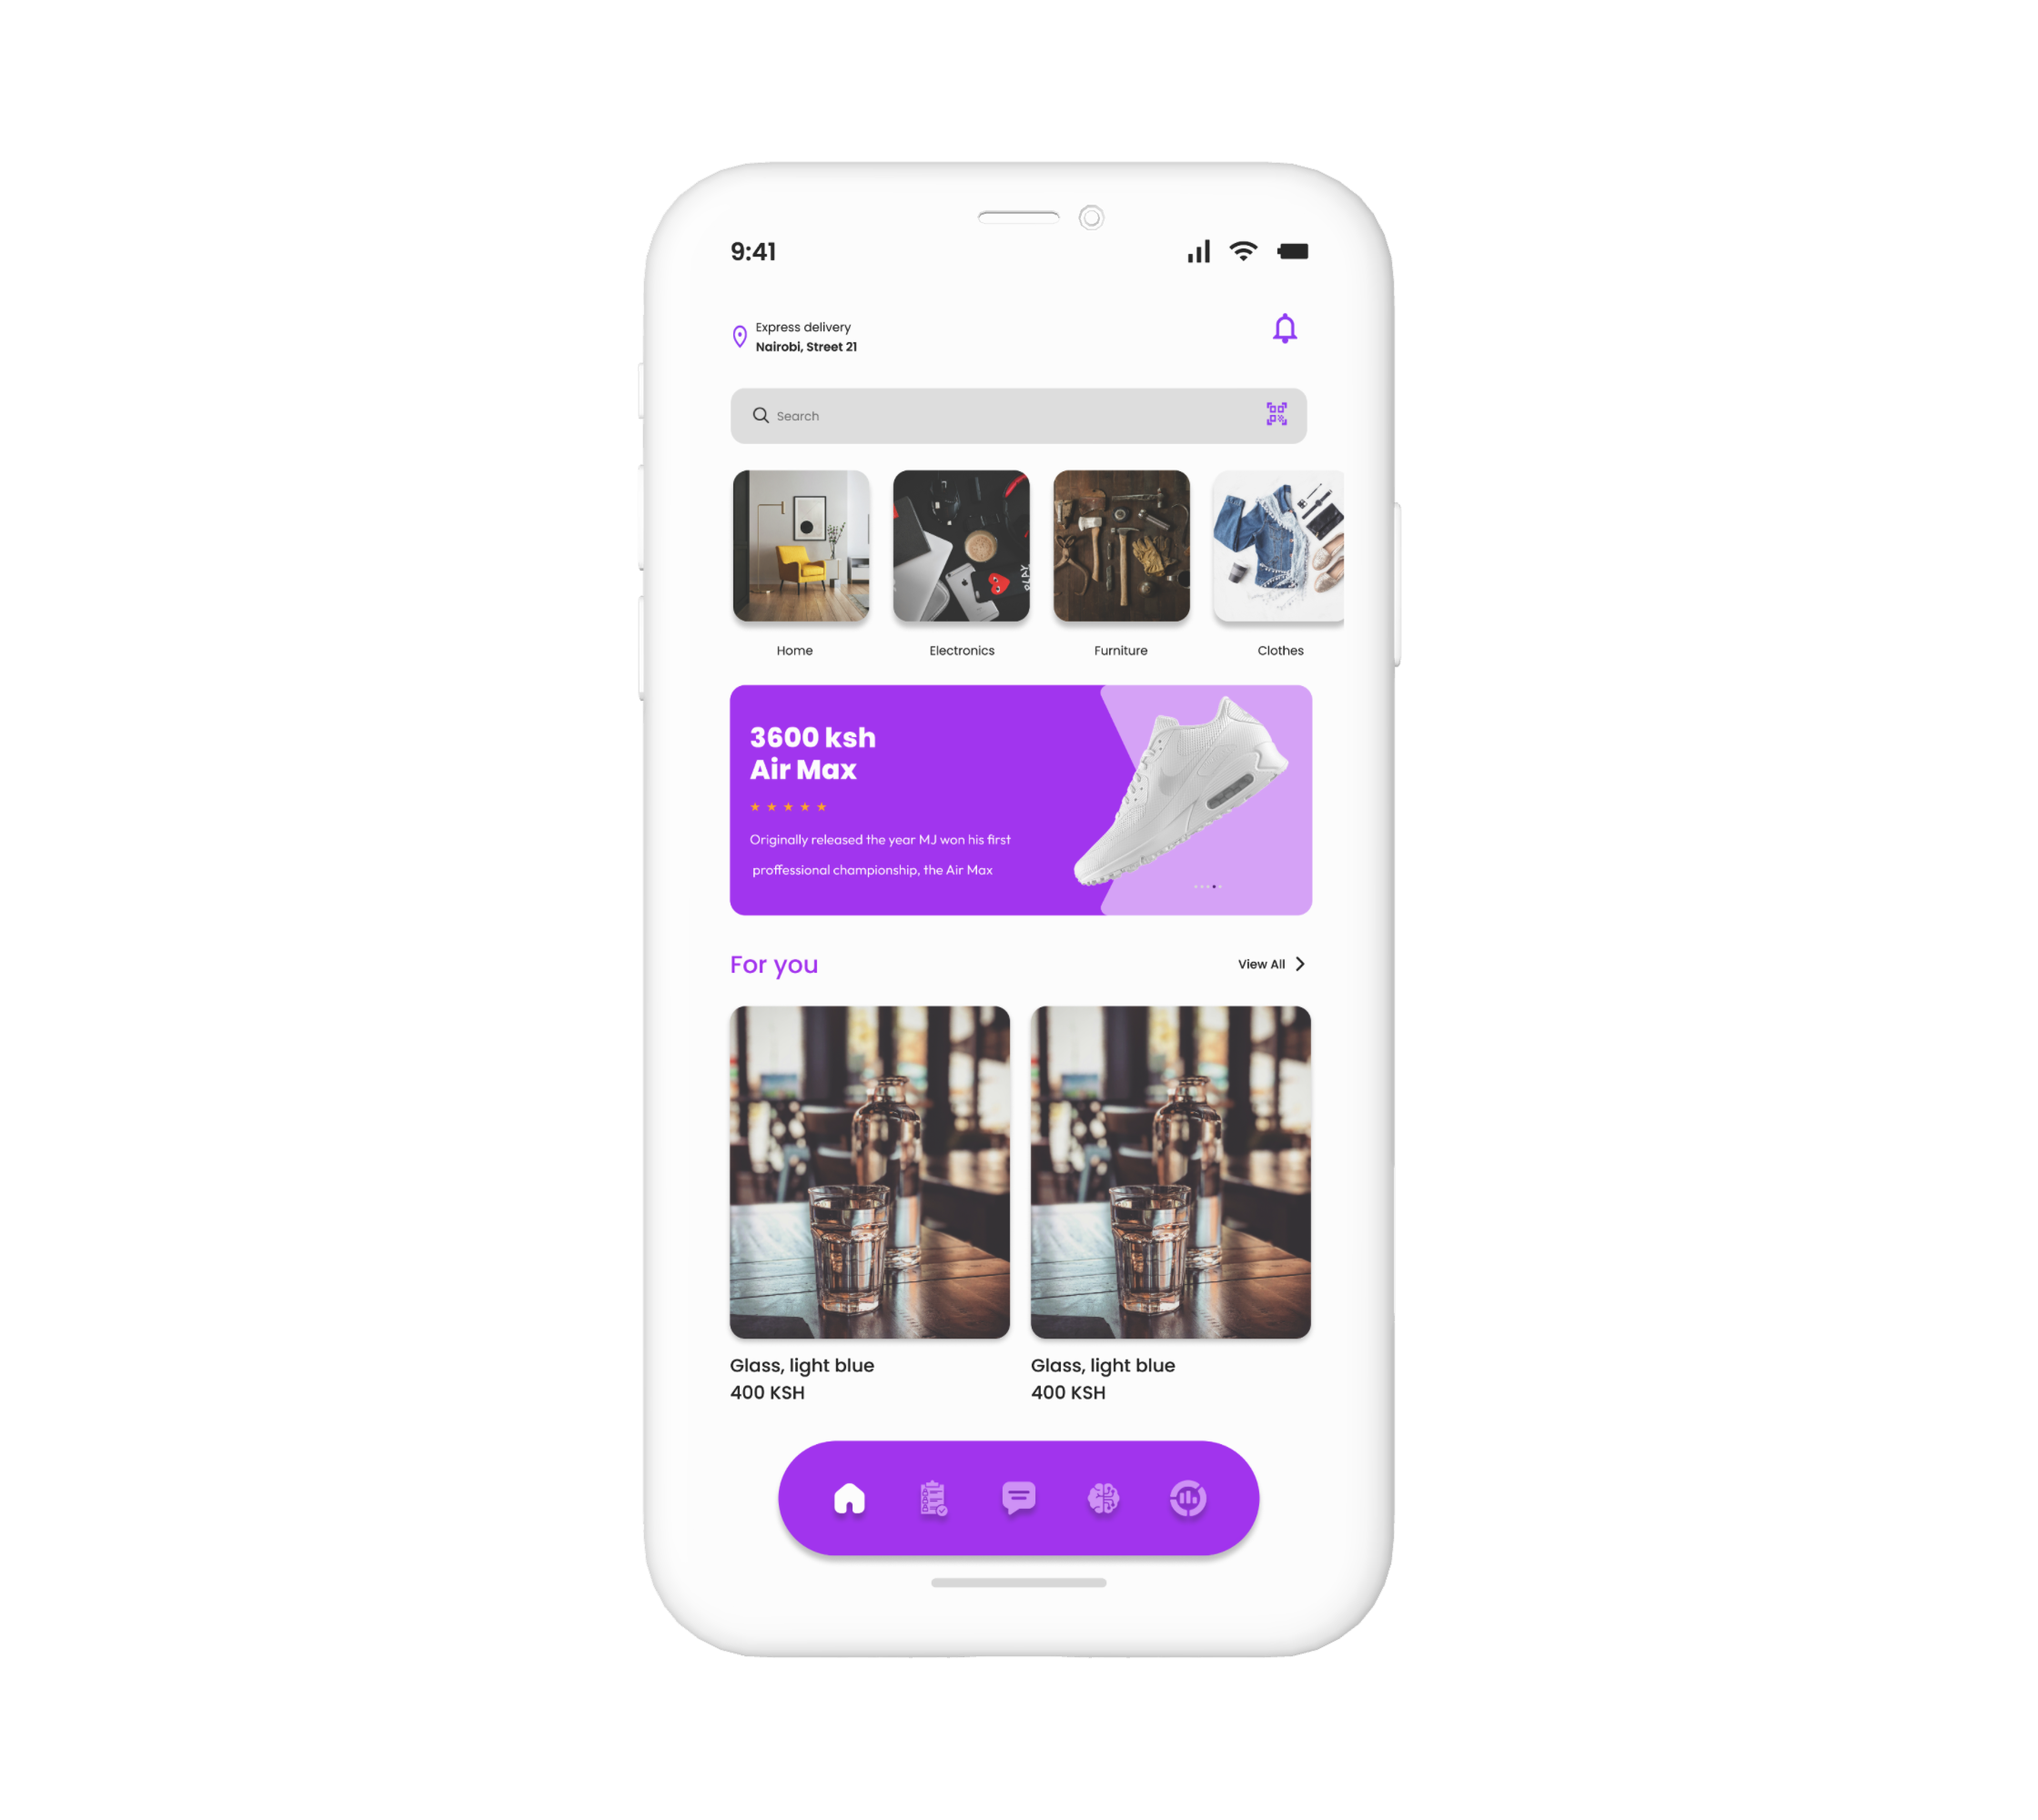 9:41
Express delivery
Nairobi, Street 21
Search
PLAY
Home
Electronics
Furniture
Clothes
3600 ksh
Air Max
Originally released the year MJ won his first
proffessional championship, the Air Max
For you
View All
Glass, light blue
400 KSH
Glass, light blue
400 KSH